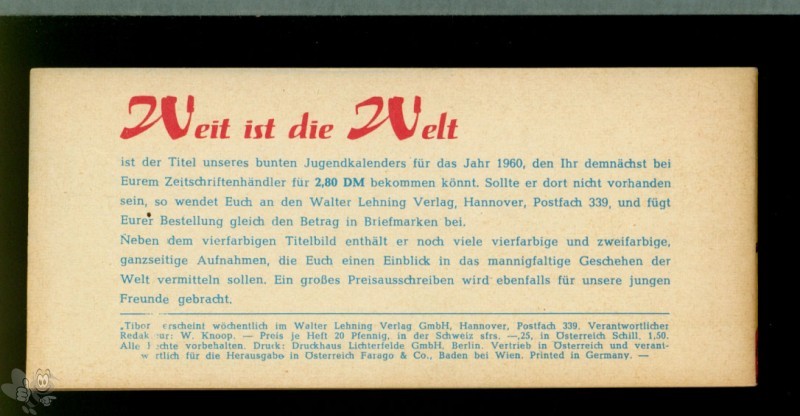 Weit ist die Welt
ist der Titel unseres bunten Jugendkalenders für das Jahr 1960, den Ihr demnächst bei
Eurem Zeitschriftenhändler für 2,80 DM bekommen könnt. Sollte er dort nicht vorhanden
sein, so wendet Euch an den Walter Lehning Verlag, Hannover, Postfach 339, und fügt
Eurer Bestellung gleich den Betrag in Briefmarken bei.
Neben dem vierfarbigen Titelbild enthält er noch viele vierfarbige und zweifarbige,
ganzseitige Aufnahmen, die Euch einen Einblick in das mannigfaltige Geschehen der
Welt vermitteln sollen. Ein großes Preisausschreiben wird ebenfalls für unsere jungen
Freunde gebracht.
„Tibor erscheint wöchentlich im Walter Lehning Verlag GmbH, Hannover, Postfach 339. Verantwortlicher
Redak ur: W. Knoop. — Preis je Heft 20 Pfennig, in der Schweiz sfrs. —,25, in Österreich Schill. 1,50.
Alle chte vorbehalten. Druck: Druckhaus Lichterfelde GmbH. Berlin. Vertrieb in Österreich und verant-
w rtlich für die Herausgabe in Österreich Farago & Co., Baden bei Wien. Printed in Germany. —